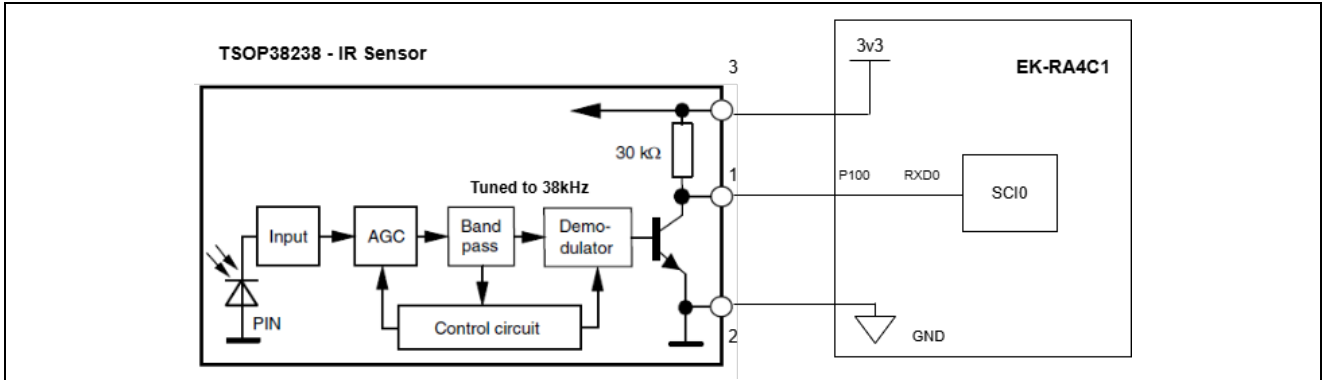 TSOP38238 - IR Sensor
3
3v3
EK-RA4C1
30 kΩ
1
Tuned to 38kHz
P100
RXD0
SCI0
Input
AGC
Band
pass
Demo-
dulator
PIN
Control circuit
2
GND